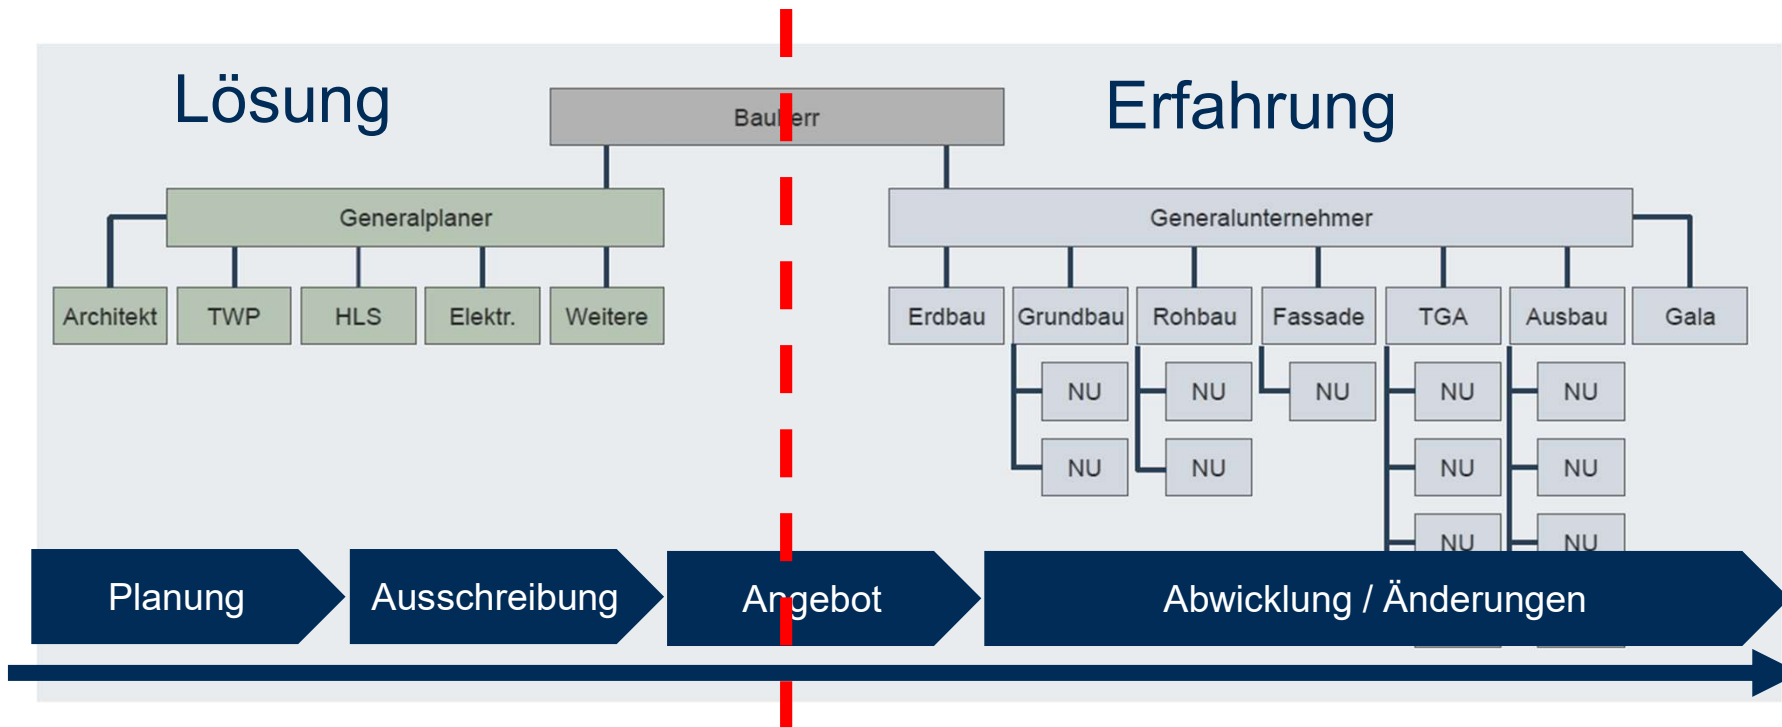 Lösung
Erfahrung
Bauherr
Generalplaner
Generalunternehmer
Architekt
TWP
HLS
Elektr.
Weitere
Erdbau
Grundbau
Rohbau
Fassade
TGA
Ausbau
Gala
NU
NU
NU
NU
NU
NU
NU
NU
NU
NU
NU
Planung
Ausschreibung
Angebot
Abwicklung / Änderungen